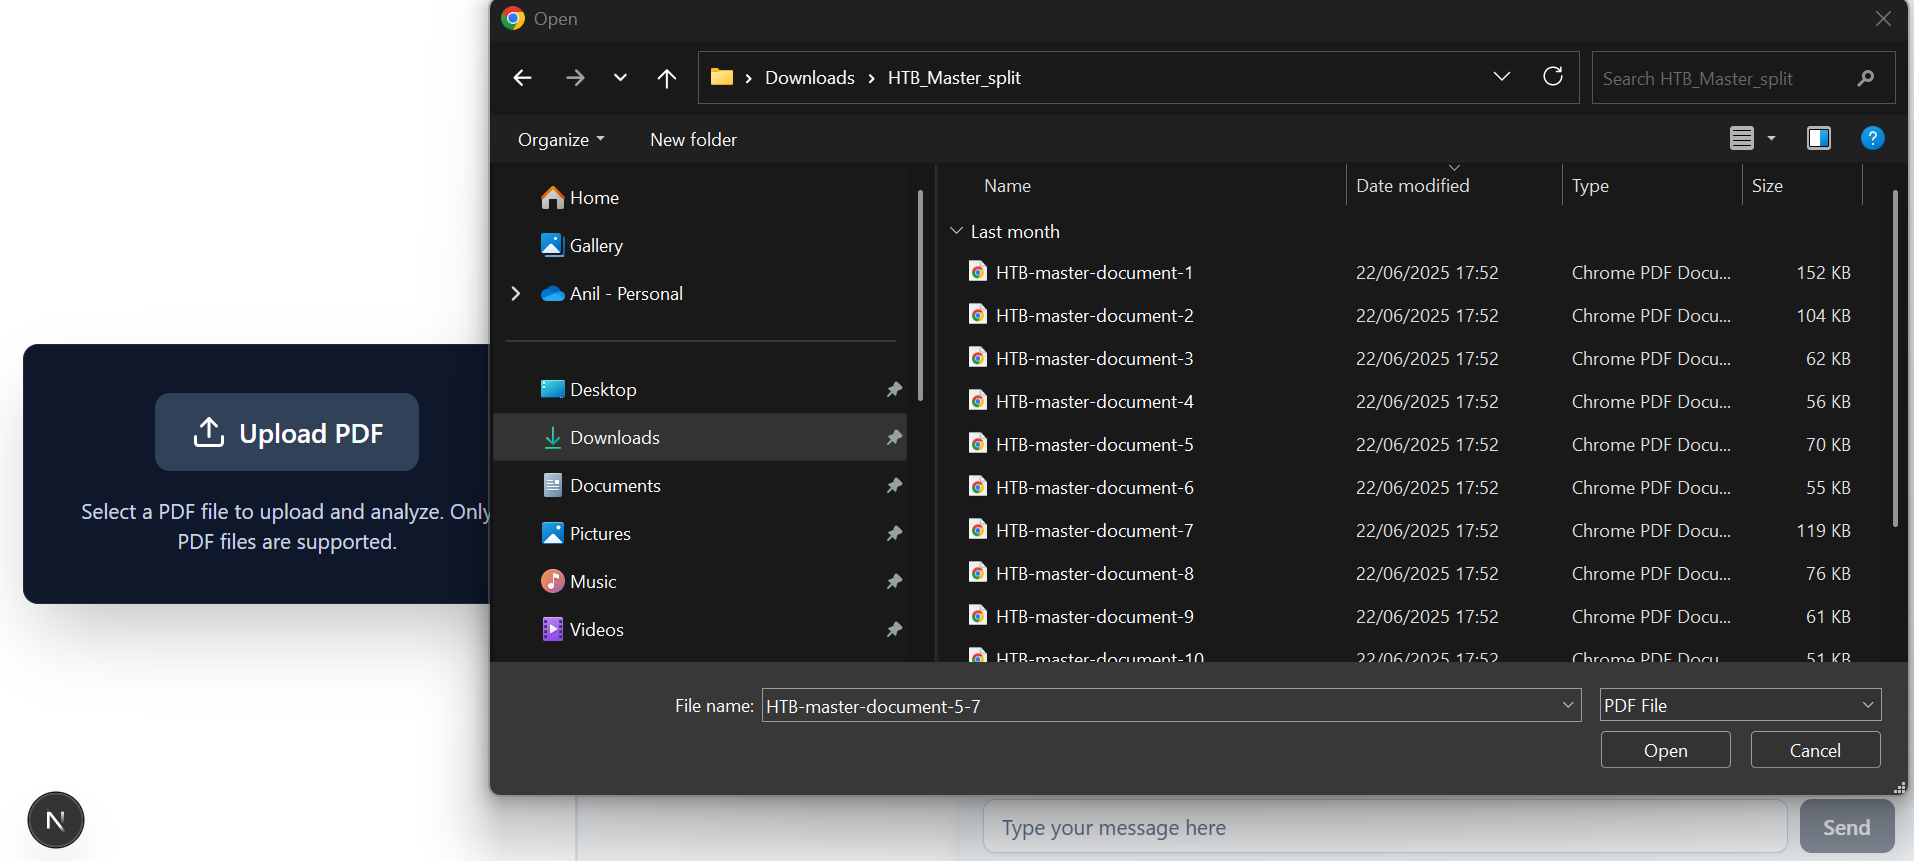 Open
Downloads
HTB_Master_split
Search HTB_Master_split
Organize
New folder
?
Home
Gallery
Anil - Personal
Desktop
Downloads
Documents
Pictures
Music
Videos
Name Date modified Type Size
Last month
HTB-master-document-1 22/06/2025 17:52 Chrome PDF Docu... 152 KB
HTB-master-document-2 22/06/2025 17:52 Chrome PDF Docu... 104 KB
HTB-master-document-3 22/06/2025 17:52 Chrome PDF Docu... 62 KB
HTB-master-document-4 22/06/2025 17:52 Chrome PDF Docu... 56 KB
HTB-master-document-5 22/06/2025 17:52 Chrome PDF Docu... 70 KB
HTB-master-document-6 22/06/2025 17:52 Chrome PDF Docu... 55 KB
HTB-master-document-7 22/06/2025 17:52 Chrome PDF Docu... 119 KB
HTB-master-document-8 22/06/2025 17:52 Chrome PDF Docu... 76 KB
HTB-master-document-9 22/06/2025 17:52 Chrome PDF Docu... 61 KB
HTB-master-document-10 22/06/2025 17:52 Chrome PDF Docu... 51 KB
File name: HTB-master-document-5-7 PDF File
Open Cancel
Upload PDF
Select a PDF file to upload and analyze. Only
PDF files are supported.
N
Type your message here
Send